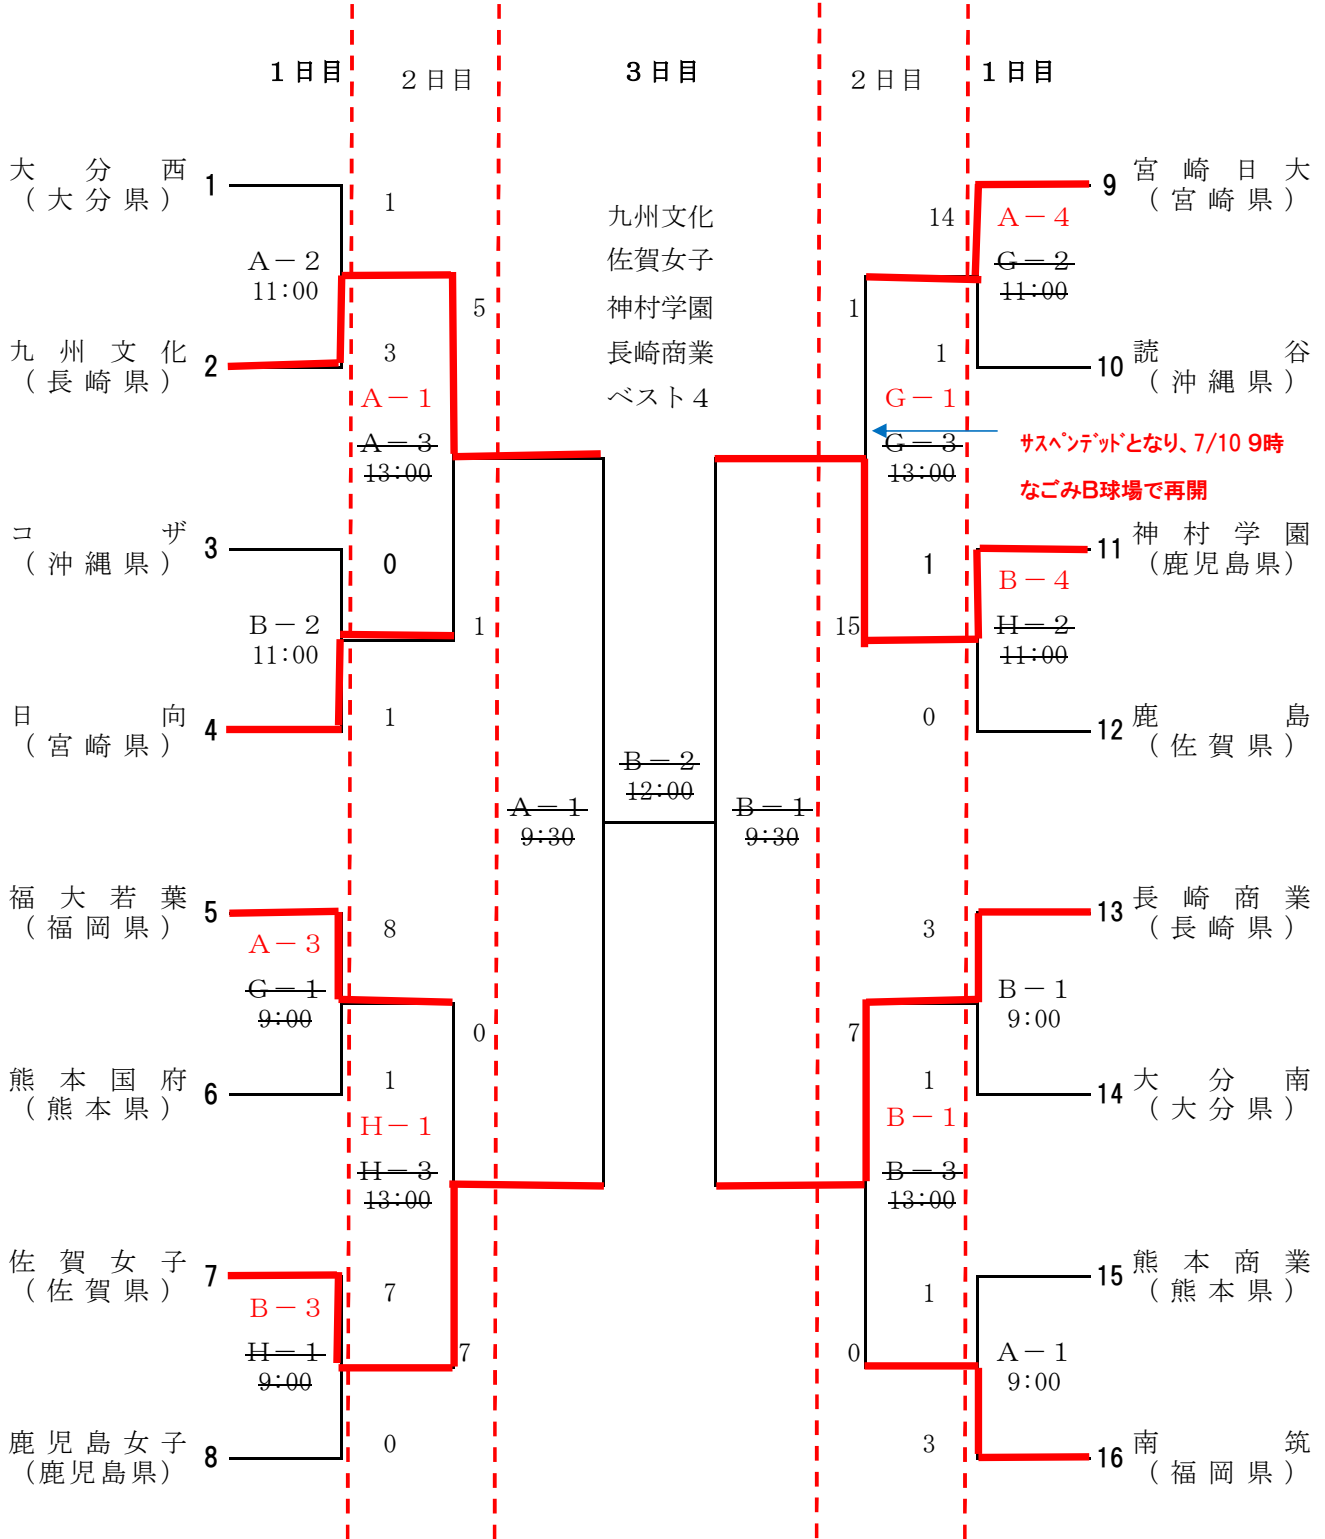 1日目
2日目
3日目
2日目
1日目
大分西
(大分県)
1
1
A－2
11:00
九州文化
(長崎県)
2
3
5
A－1
A－3
13:00
コザ
(沖縄県)
3
0
B－2
11:00
1
日向
(宮崎県)
4
1
福大若葉
(福岡県)
5
8
A－3
G－1
9:00
0
熊本国府
(熊本県)
6
1
H－1
H－3
13:00
佐賀女子
(佐賀県)
7
7
B－3
H－1
9:00
7
鹿児島女子
(鹿児島県)
8
0
九州文化
佐賀女子
神村学園
長崎商業
ベスト4
A－1
9:30
B－2
12:00
B－1
9:30
9
宮崎日大
(宮崎県)
14
A－4
G－2
11:00
1
10
読谷
(沖縄県)
1
G－1
G－3
13:00
サスペンデッドとなり、7/10 9時
なごみB球場で再開
11
神村学園
(鹿児島県)
1
B－4
H－2
11:00
15
12
鹿島
(佐賀県)
0
13
長崎商業
(長崎県)
3
B－1
9:00
7
14
大分南
(大分県)
1
B－1
B－3
13:00
15
熊本商業
(熊本県)
1
A－1
9:00
0
16
南筑
(福岡県)
3